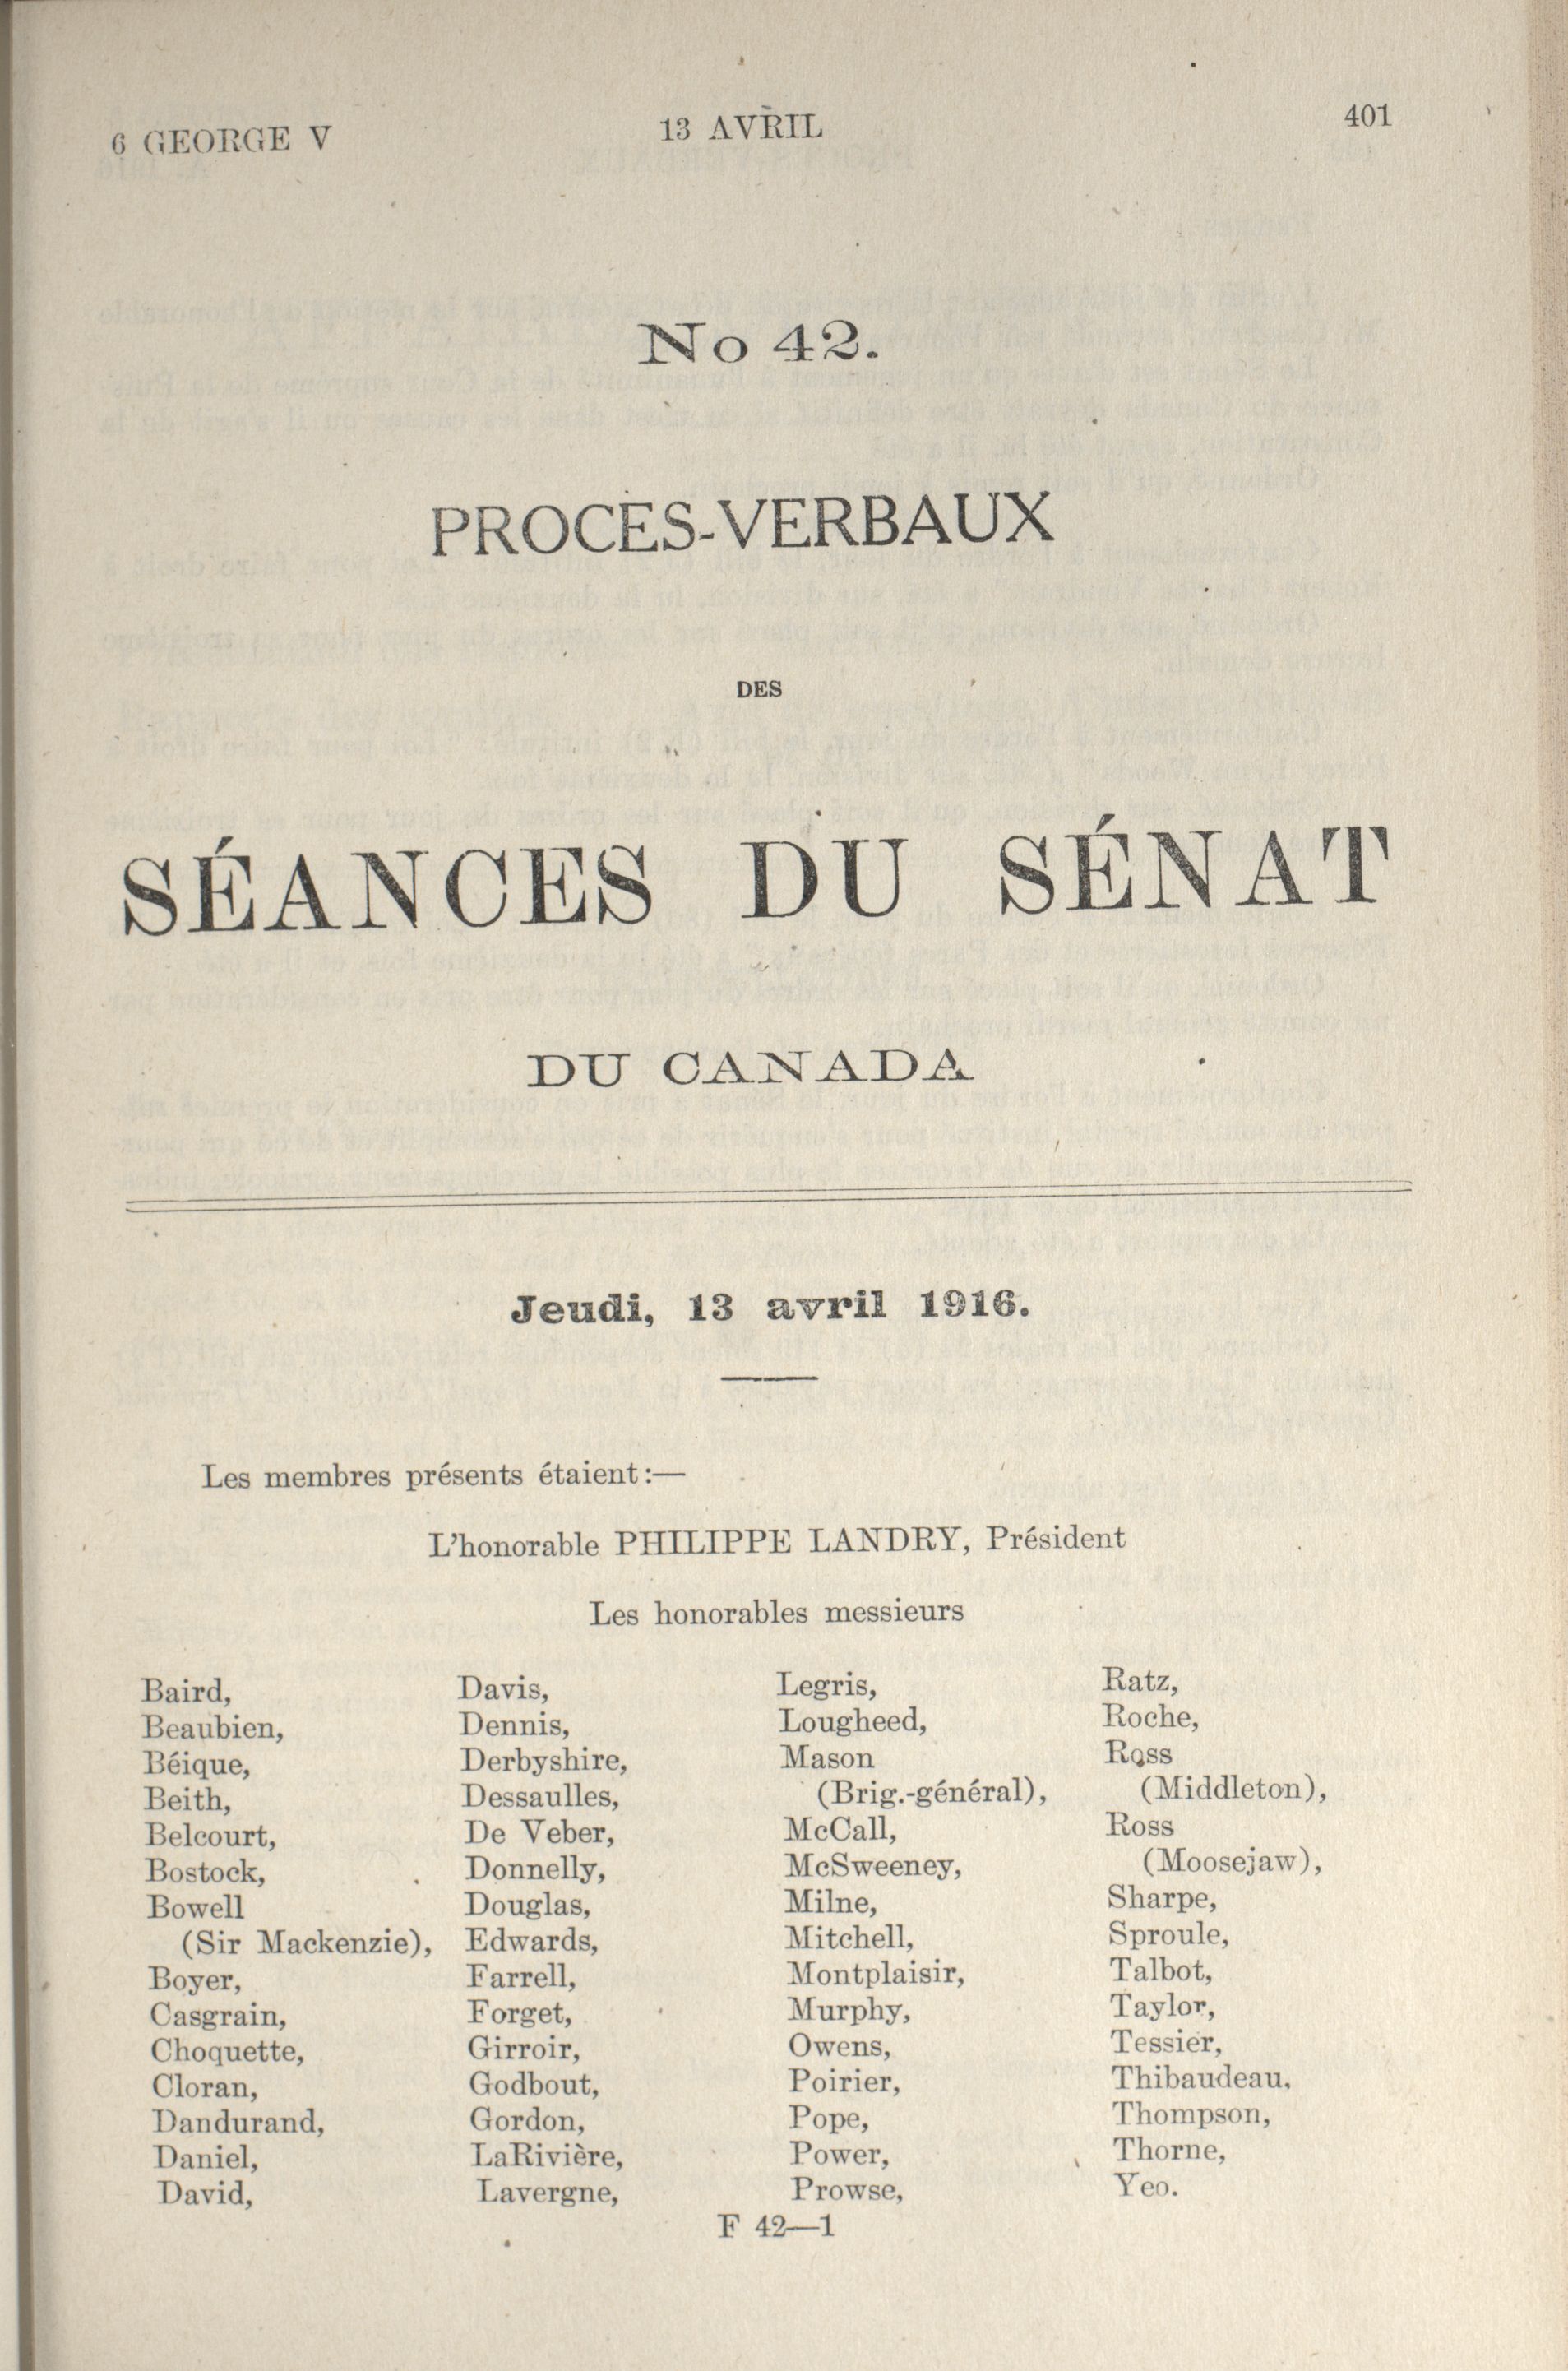 6 GEORGE V
13 AVRIL
401
No 42.
PROCÈS-VERBAUX
DES
SÉANCES DU SÉNAT
DU CANADA
Jeudi, 13 avril 1916.
Les membres présents étaient:—
L'honorable PHILIPPE LANDRY, Président
Les honorables messieurs
Baird,
Beaubien,
Béique,
Beith,
Belcourt,
Bostock,
Bowell
(Sir Mackenzie),
Boyer,
Casgrain,
Choquette,
Cloran,
Dandurand,
Daniel,
David,
Davis,
Dennis,
Derbyshire,
Dessaulles,
De Veber,
Donnelly,
Douglas,
Edwards,
Farrell,
Forget,
Girroir,
Godbout,
Gordon,
LaRivière,
Lavergne,
Legris,
Lougheed,
Mason
(Brig.-général),
McCall,
McSweeney,
Milne,
Mitchell,
Montplaisir,
Murphy,
Owens,
Poirier,
Pope,
Power,
Prowse,
Ratz,
Roche,
Ross
(Middleton),
Ross
(Moosejaw),
Sharpe,
Sproule,
Talbot,
Taylor,
Tessier,
Thibaudeau,
Thompson,
Thorne,
Yeo.
F 42—1